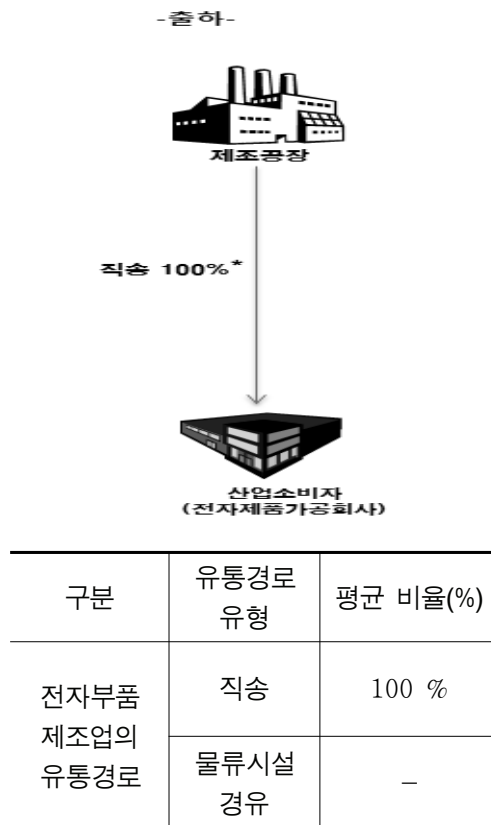 -출하-
제조공장
직송 100%*
산업소비자
(전자제품가공회사)
구분
유통경로
유형
평균 비율(%)
전자부품
제조업의
유통경로
직송
100 %
물류시설
경유
–